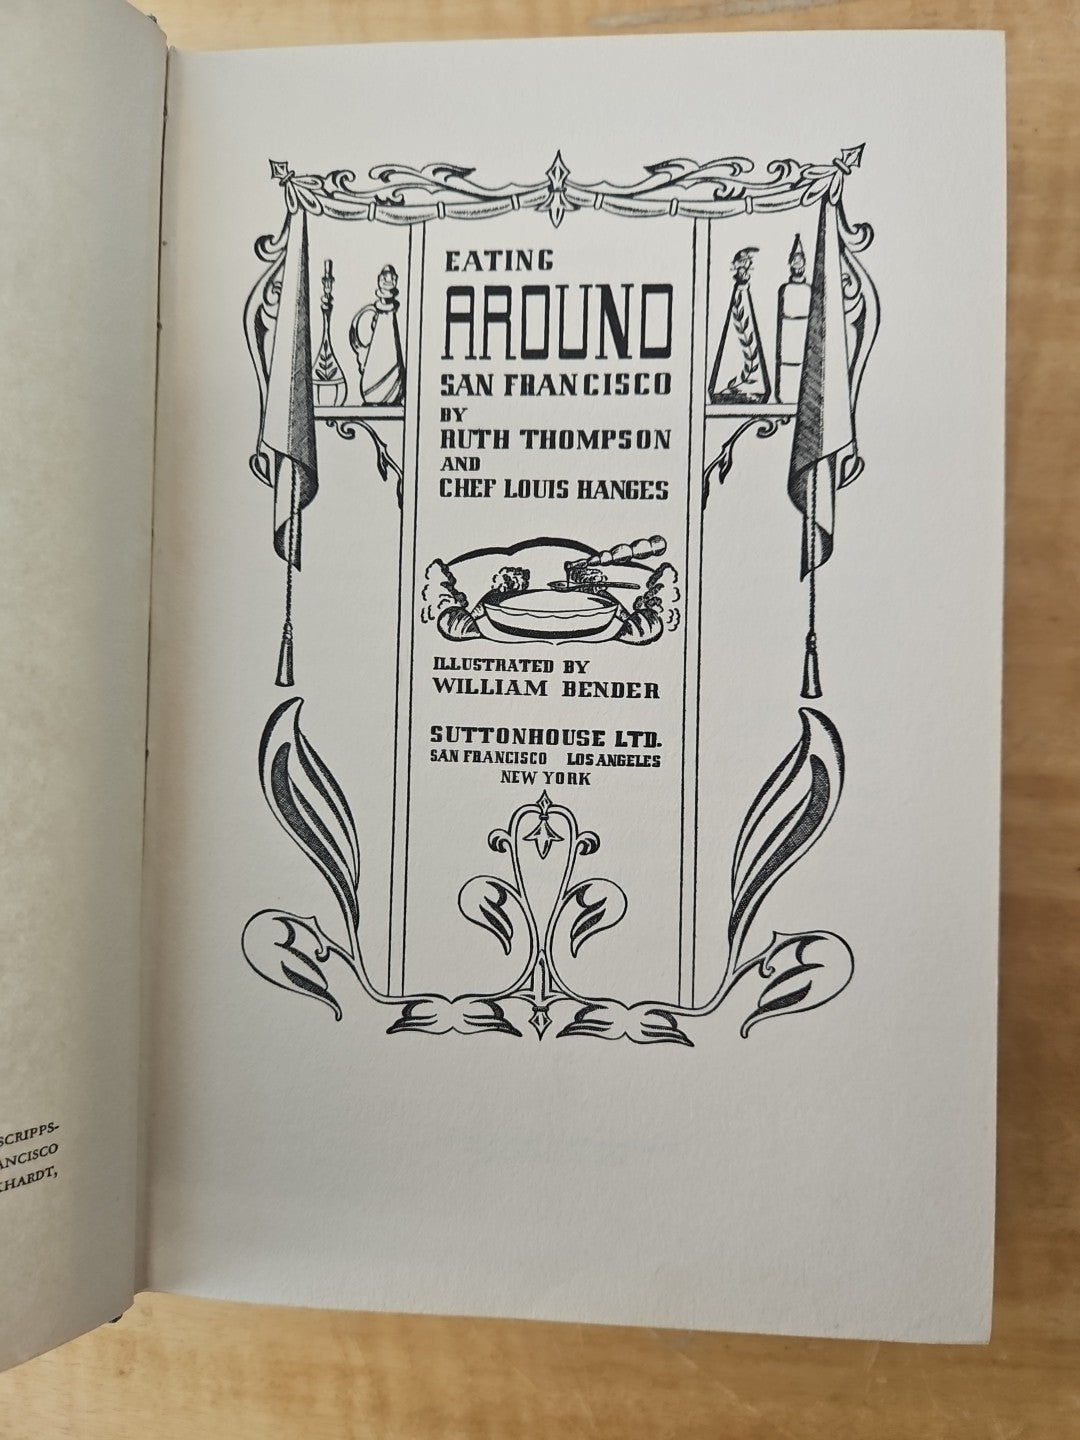 EATING
AROUND
SAN FRANCISCO
BY
RUTH THOMPSON
AND
CHEF LOUIS HANGES
ILLUSTRATED BY
WILLIAM BENDER
SUTTONHOUSE LTD.
SAN FRANCISCO LOS ANGELES
NEW YORK
SCRIPPS-
ANCISCO
KHARDT,